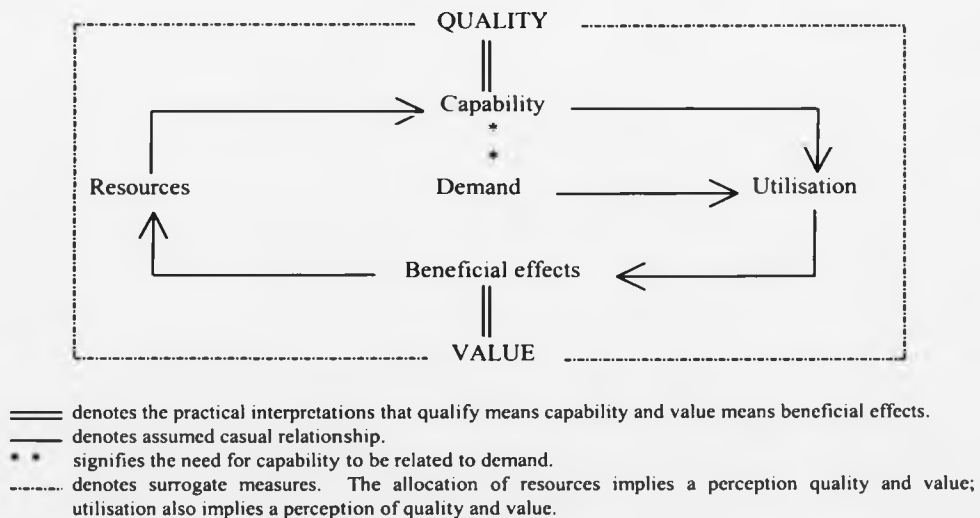 QUALITY
Capability
* 
*
Resources Demand Utilisation
Beneficial effects
VALUE
denotes the practical interpretations that qualify means capability and value means beneficial effects.
denotes assumed casual relationship.
* * signifies the need for capability to be related to demand.
denotes surrogate measures. The allocation of resources implies a perception quality and value;
utilisation also implies a perception of quality and value.